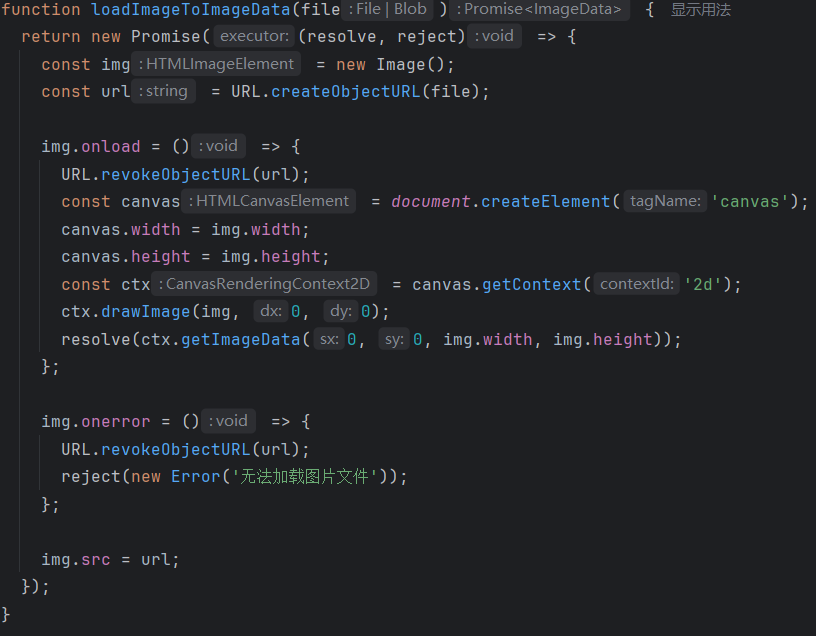 function loadImageToImageData(file : File | Blob ) : Promise<ImageData> { 显示用法
return new Promise( executor: (resolve, reject) : void => {
const img : HTMLImageElement = new Image();
const url : string = URL.createObjectURL(file);
img.onload = () : void => {
URL.revokeObjectURL(url);
const canvas : HTMLCanvasElement = document.createElement( tagName: 'canvas');
canvas.width = img.width;
canvas.height = img.height;
const ctx : CanvasRenderingContext2D = canvas.getContext( contextId: '2d');
ctx.drawImage(img, dx: 0, dy: 0);
resolve(ctx.getImageData( sx: 0, sy: 0, img.width, img.height));
};
img.onerror = () : void => {
URL.revokeObjectURL(url);
reject(new Error('无法加载图片文件'));
};
img.src = url;
});
}